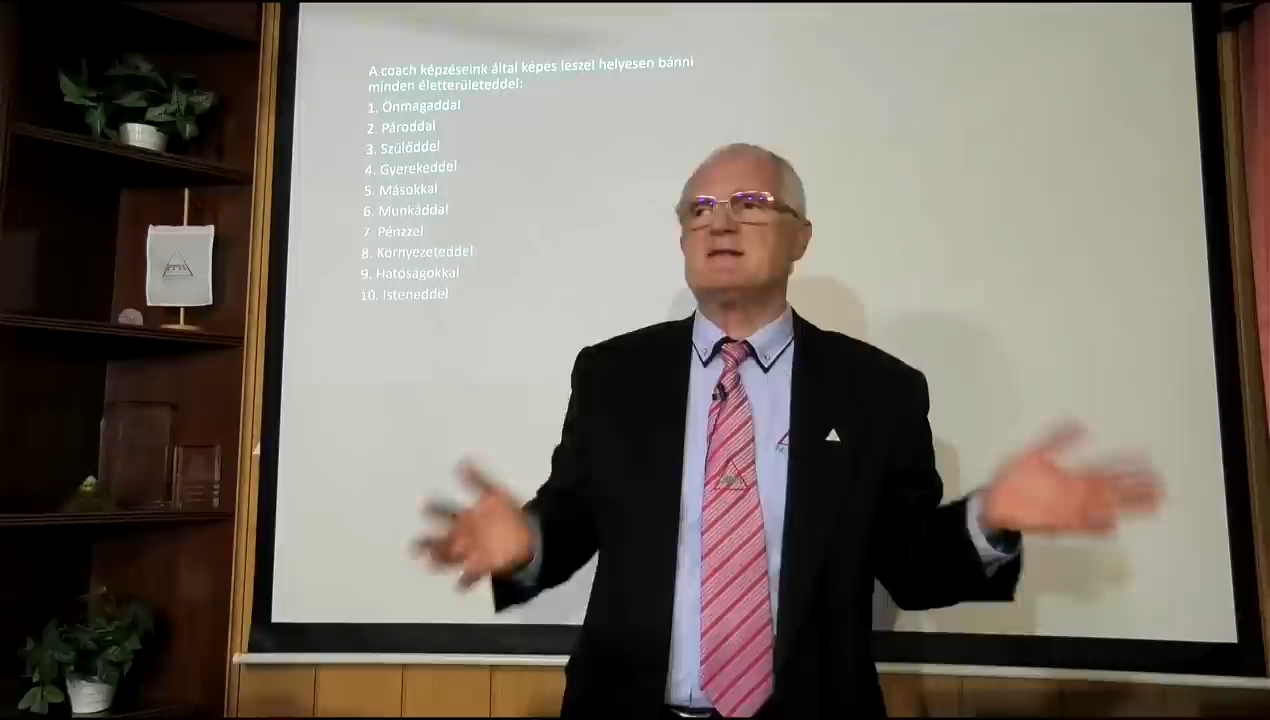 A coach képzéseink által képes leszel helyesen bánni
minden életterületeddel:
1. Önmagaddal
2. Pároddal
3. Szülőddel
4. Gyerekeddel
5. Másokkal
6. Munkáddal
7. Pénzzel
8. Környezeteddel
9. Hatóságokkal
10. Isteneddel